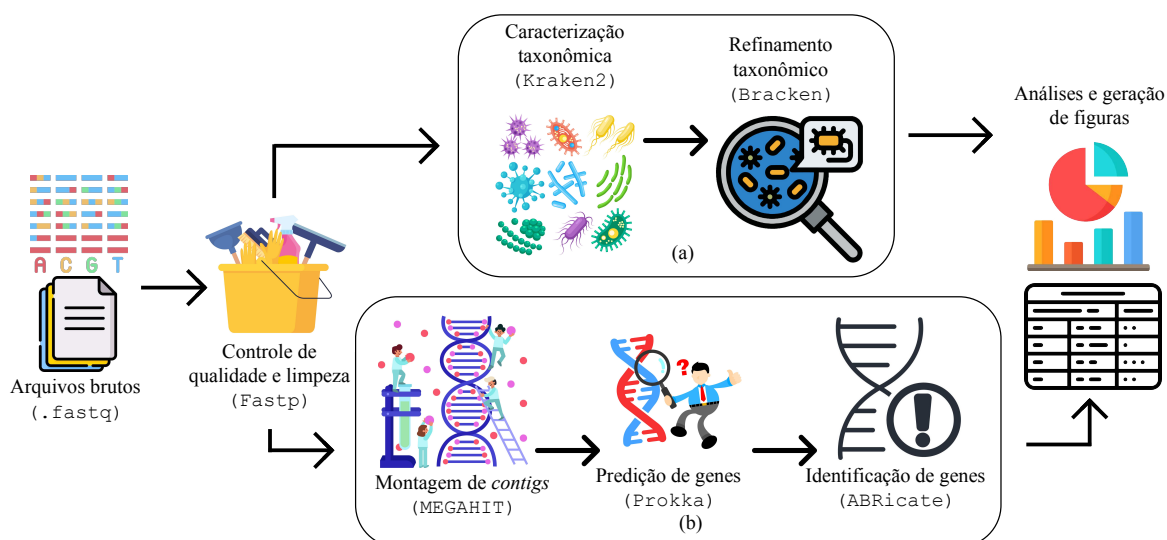 Arquivos brutos
(.fastq)
A C G T
Controle de
qualidade e limpeza
(Fastp)
Caracterização
taxonômica
(Kraken2)
Refinamento
taxonômico
(Bracken)
(a)
Montagem de contigs
(MEGAHIT)
Predição de genes
(Prokka)
?
Identificação de genes
(ABRicate)
!
(b)
Análises e geração
de figuras